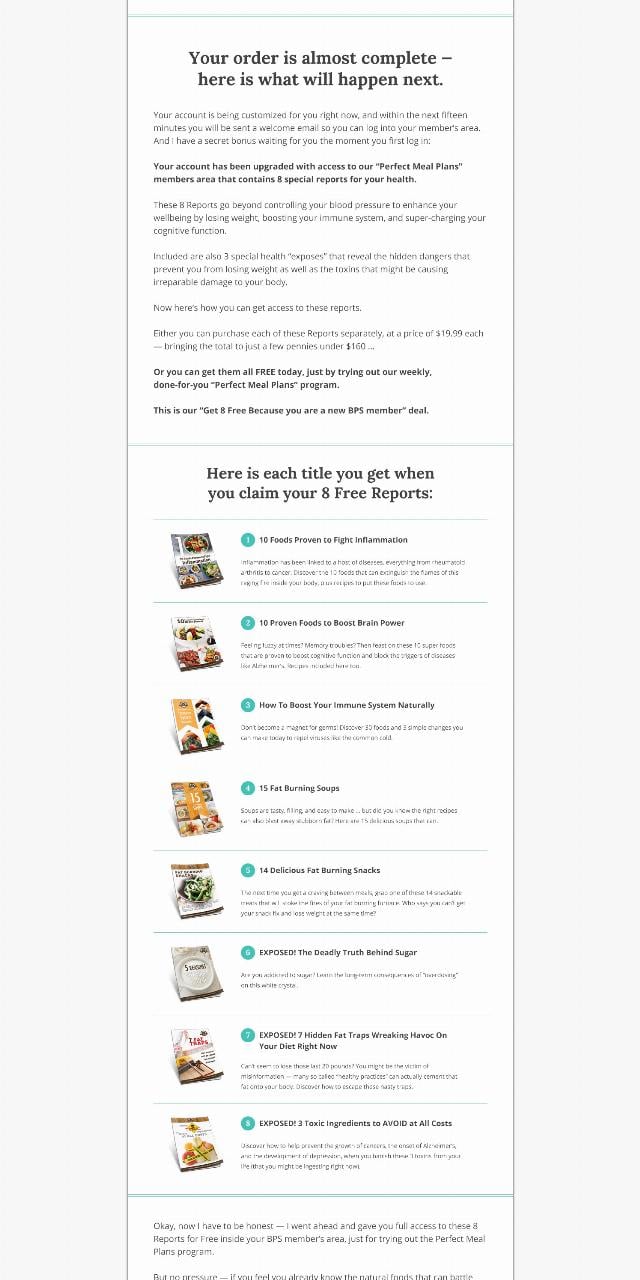 Your order is almost complete —
here is what will happen next.
Your account is being customized for you right now, and within the next fifteen
minutes you will be sent a welcome email so you can log into your member's area.
And I have a secret bonus waiting for you the moment you first log in:
Your account has been upgraded with access to our “Perfect Meal Plans”
members area that contains 8 special reports for your health.
These 8 Reports go beyond controlling your blood pressure to enhance your
wellbeing by losing weight, boosting your immune system, and super-charging your
cognitive function.
Included are also 3 special health “exposes” that reveal the hidden dangers that
prevent you from losing weight as well as the toxins that might be causing
irreparable damage to your body.
Now here's how you can get access to these reports.
Either you can purchase each of these Reports separately, at a price of $19.99 each
— bringing the total to just a few pennies under $160 ...
Or you can get them all FREE today, just by trying out our weekly,
done-for-you “Perfect Meal Plans” program.
This is our “Get 8 Free Because you are a new BPS member” deal.
Here is each title you get when
you claim your 8 Free Reports:
1 10 Foods Proven to Fight Inflammation
Inflammation has been linked to a host of diseases, everything from rheumatoid
arthritis to cancer. Discover the 10 foods that can extinguish the flames of this
raging fire inside your body, plus recipes to put these foods to use.
2 10 Proven Foods to Boost Brain Power
Feeling fuzzy at times? Memory troubles? Then feast on these 10 super foods
that are proven to boost cognitive function and block the triggers of diseases
like Alzheimer's. Recipes included here too.
3 How To Boost Your Immune System Naturally
Don't become a magnet for germs! Discover 30 foods and 3 simple changes you
can make today to repel viruses like the common cold.
4 15 Fat Burning Soups
Soups are tasty, filling, and easy to make ... but did you know the right recipes
can also blast away stubborn fat? Here are 15 delicious soups that can.
5 14 Delicious Fat Burning Snacks
The next time you get a craving between meals, grab one of these 14 snackable
treats that will stoke the fires of your fat burning furnace. Who says you can't get
your snack fix and lose weight at the same time?
6 EXPOSED! The Deadly Truth Behind Sugar
Are you addicted to sugar? Learn the long-term consequences of “overdosing”
on this white crystal.
7 EXPOSED! 7 Hidden Fat Traps Wreaking Havoc On
Your Diet Right Now
Can't seem to lose those last 20 pounds? You might be the victim of
misinformation — many so called “healthy practices” can actually cement that
fat onto your body. Discover how to escape these nasty traps.
8 EXPOSED! 3 Toxic Ingredients to AVOID at All Costs
Discover how to help prevent the growth of cancers, the onset of Alzheimer's,
and the development of depression, when you banish these 3 toxins from your
life (that you might be ingesting right now).
Okay, now I have to be honest — I went ahead and gave you full access to these 8
Reports for Free inside your BPS member's area, just for trying out the Perfect Meal
Plans program.
But no pressure — if you feel you already know the natural foods that can battle